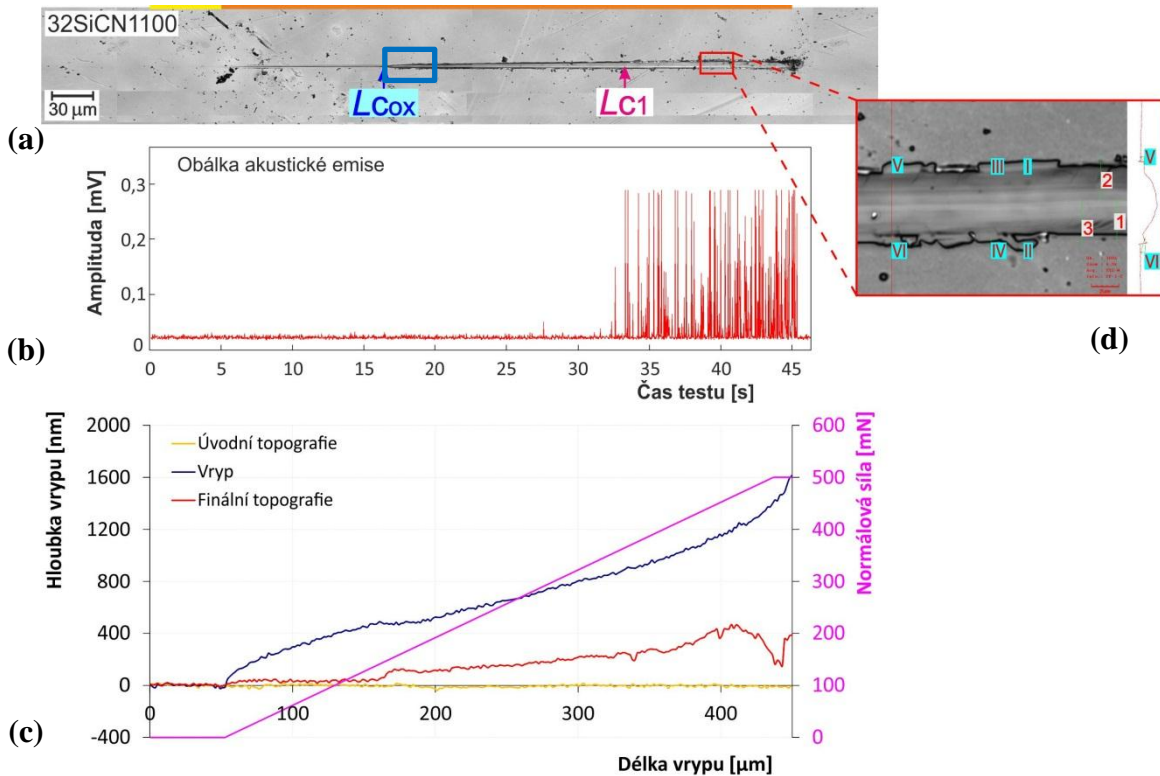 32SiCN1100
30 μm
LCox
LC1
(a)
V
III
I
2
1
3
VI
IV
II
V
VI
(d)
Obálka akustické emise
Amplituda [mV]
0,3
0,2
0,1
0
0 5 10 15 20 25 30 35 40 45
Čas testu [s]
(b)
Hloubka vrypu [nm]
2000
1600
1200
800
400
0
-400
Úvodní topografie
Vryp
Finální topografie
600
500
400
300
200
100
0
Normálová síla [mN]
0 100 200 300 400
Délka vrypu [μm]
(c)